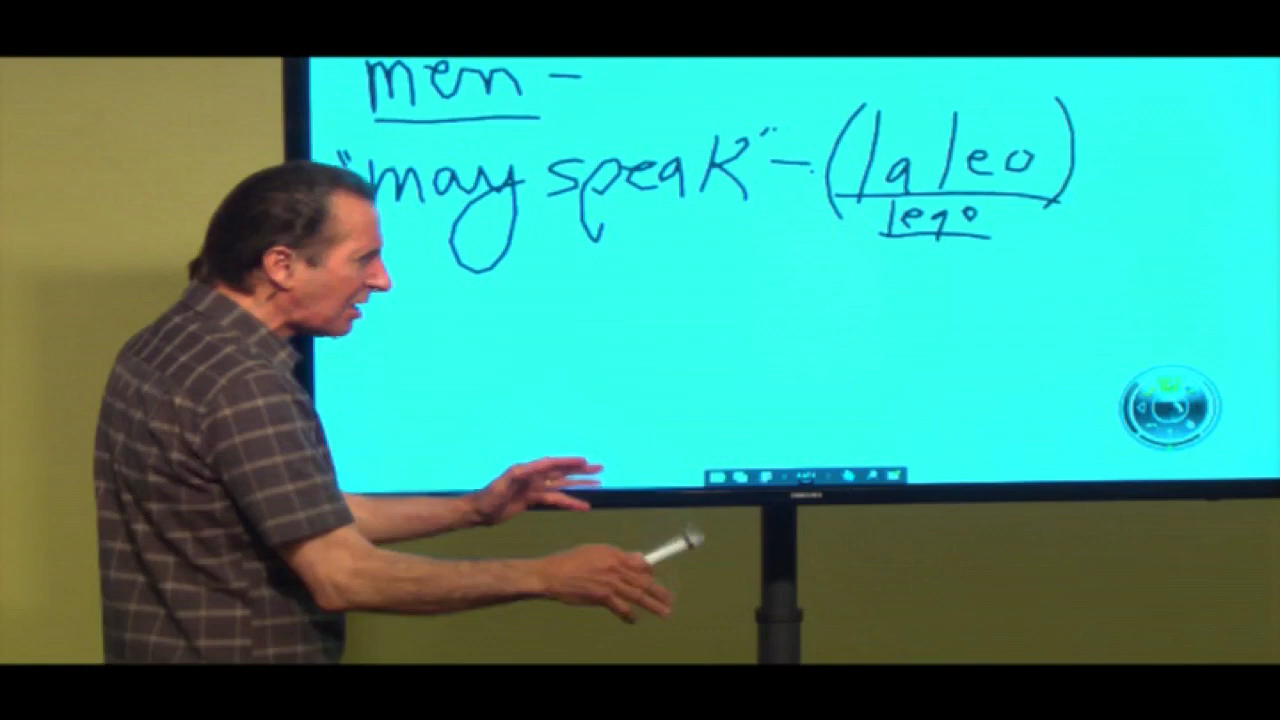 men -
"may speak" - (laleo)
lego